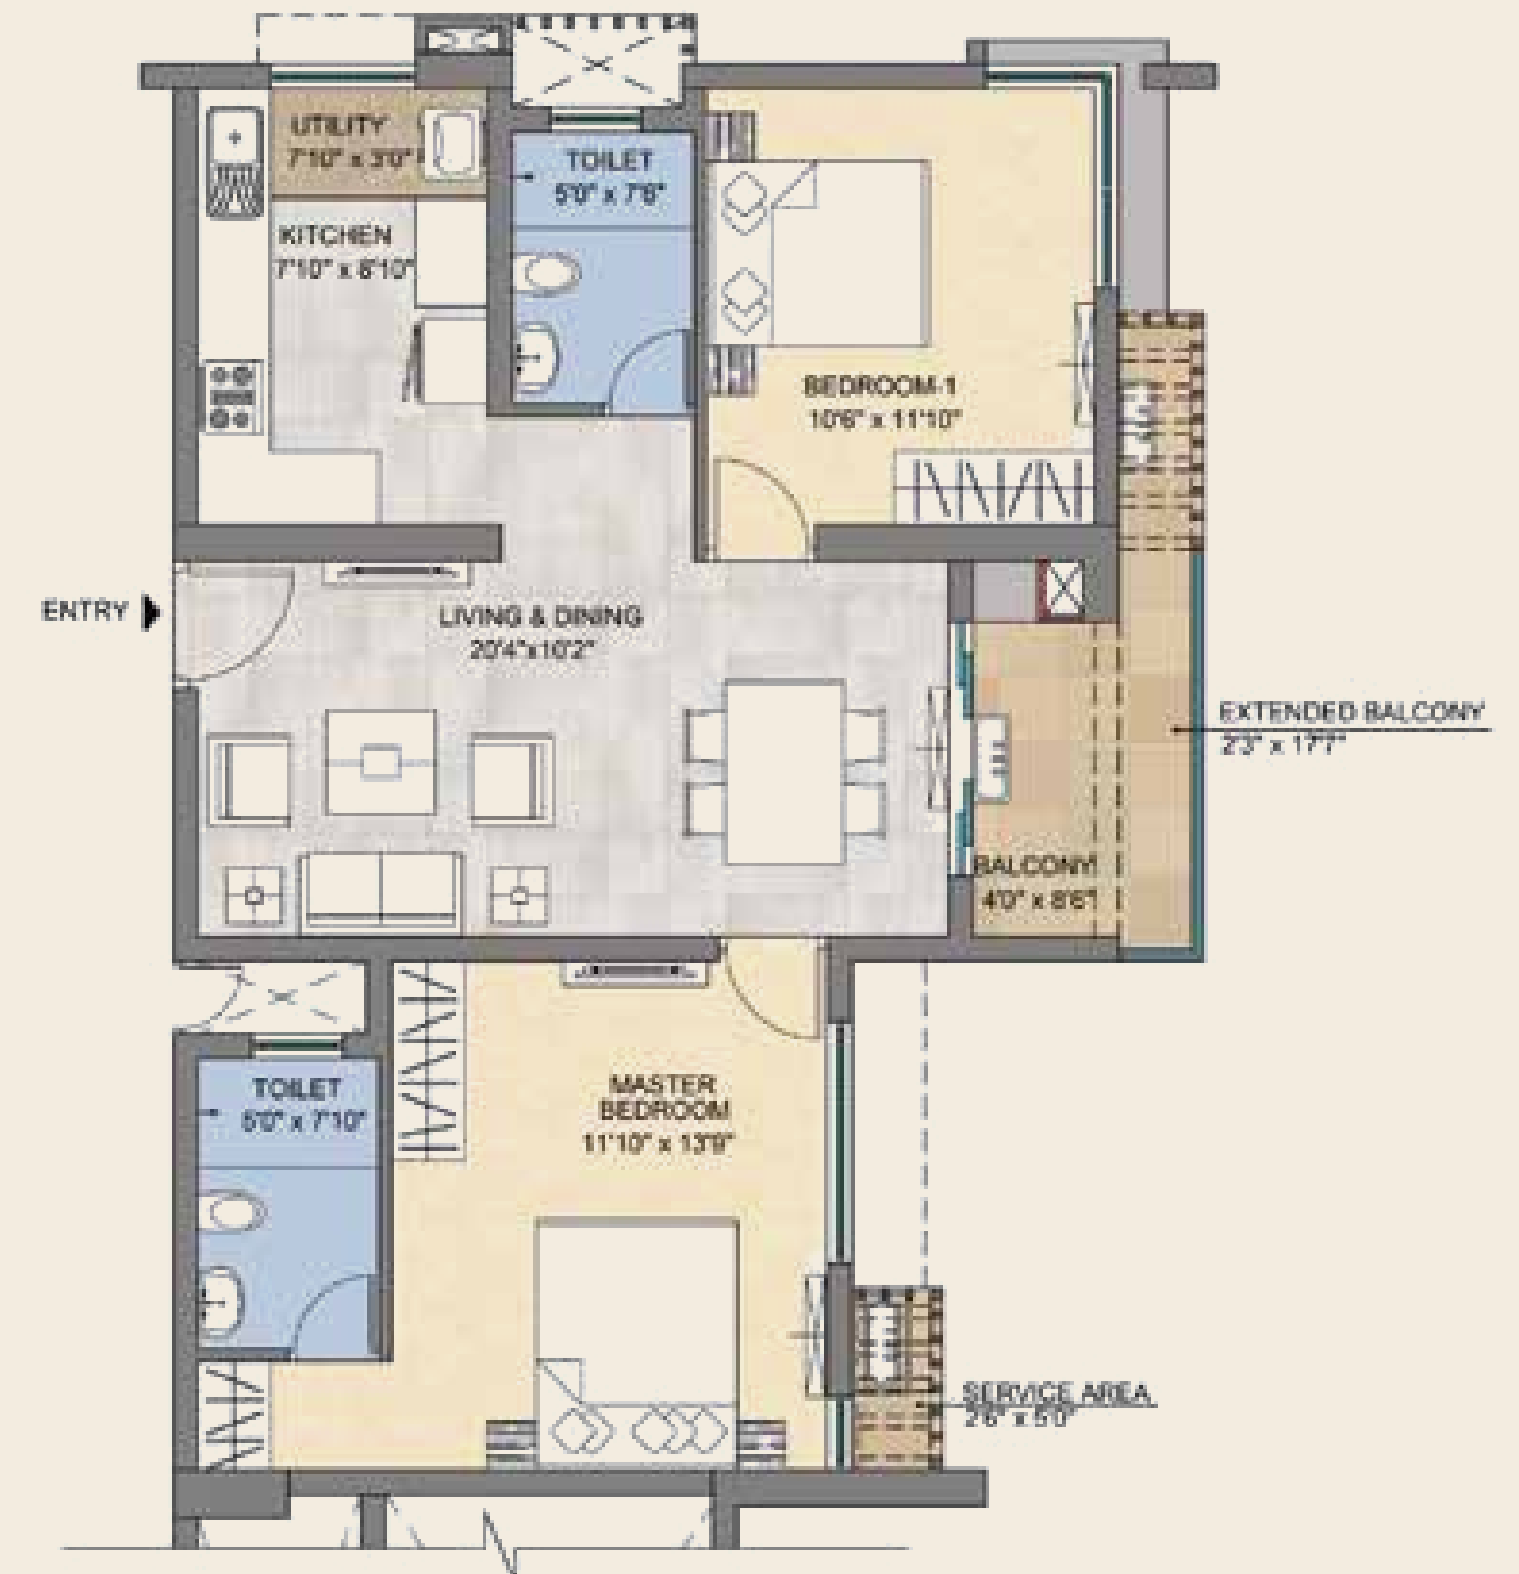 UTILITY
7'10" x 3'0"
TOILET
5'0" x 7'6"
KITCHEN
7'10" x 8'10"
BEDROOM-1
10'6" x 11'10"
ENTRY
LIVING & DINING
20'4"x10'2"
EXTENDED BALCONY
2'3" x 17'7"
BALCONY
4'0" x 8'6"
TOILET
5'0" x 7'10"
MASTER
BEDROOM
11'10" x 13'9"
SERVICE AREA
2'6" x 5'0"